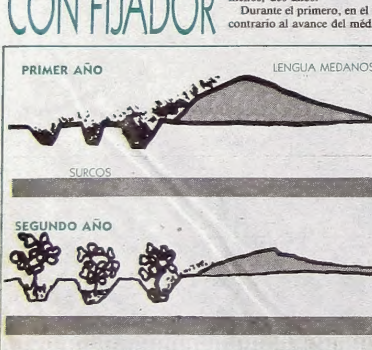 CON FIJADOR
Durante el primero, en el
contrario al avance del méd
PRIMER AÑO
LENGUA MEDANOS
SURCOS
SEGUNDO AÑO